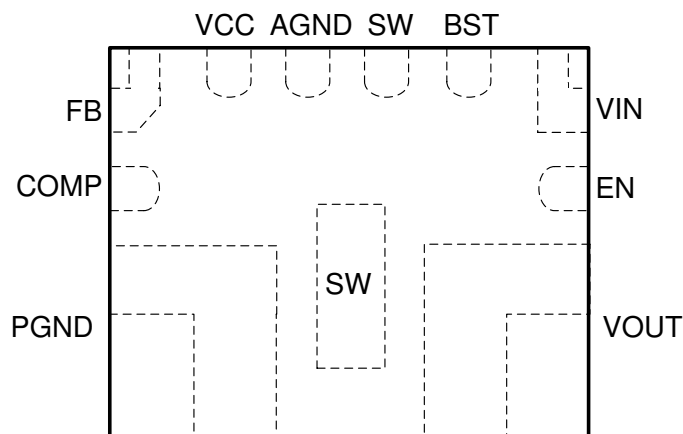 VCC AGND SW BST
FB
VIN
COMP
EN
SW
PGND
VOUT